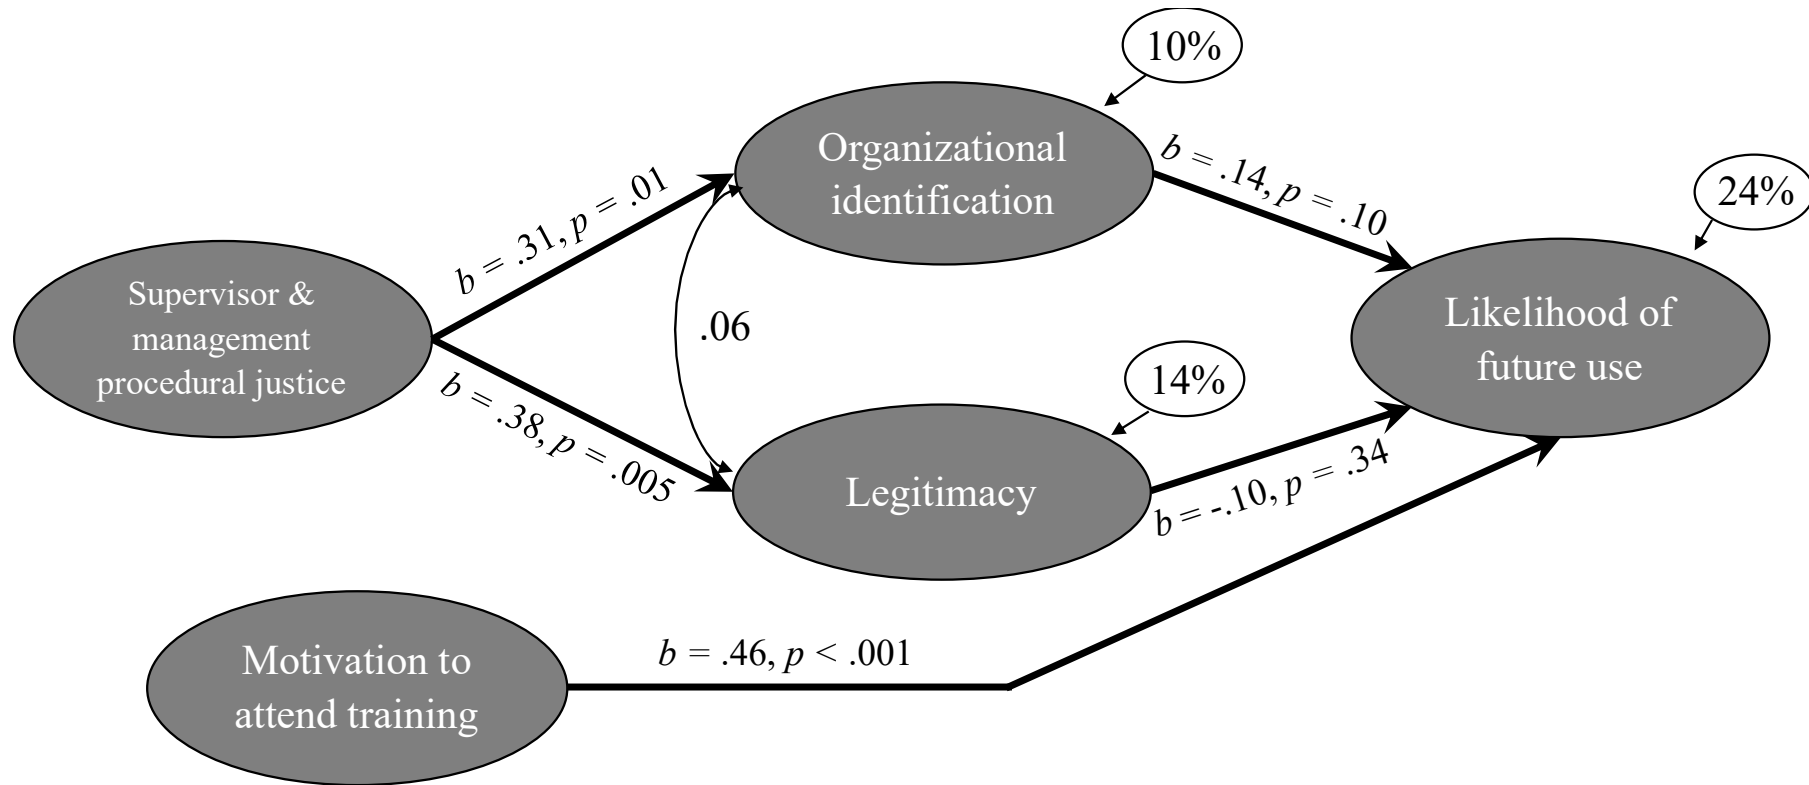 10%
Organizational
identification
b = .14, p = .10
24%
b = .31, p = .01
Supervisor &
management
procedural justice
.06
Likelihood of
future use
b = .38, p = .005
14%
Legitimacy
b = -.10, p = .34
Motivation to
attend training
b = .46, p < .001